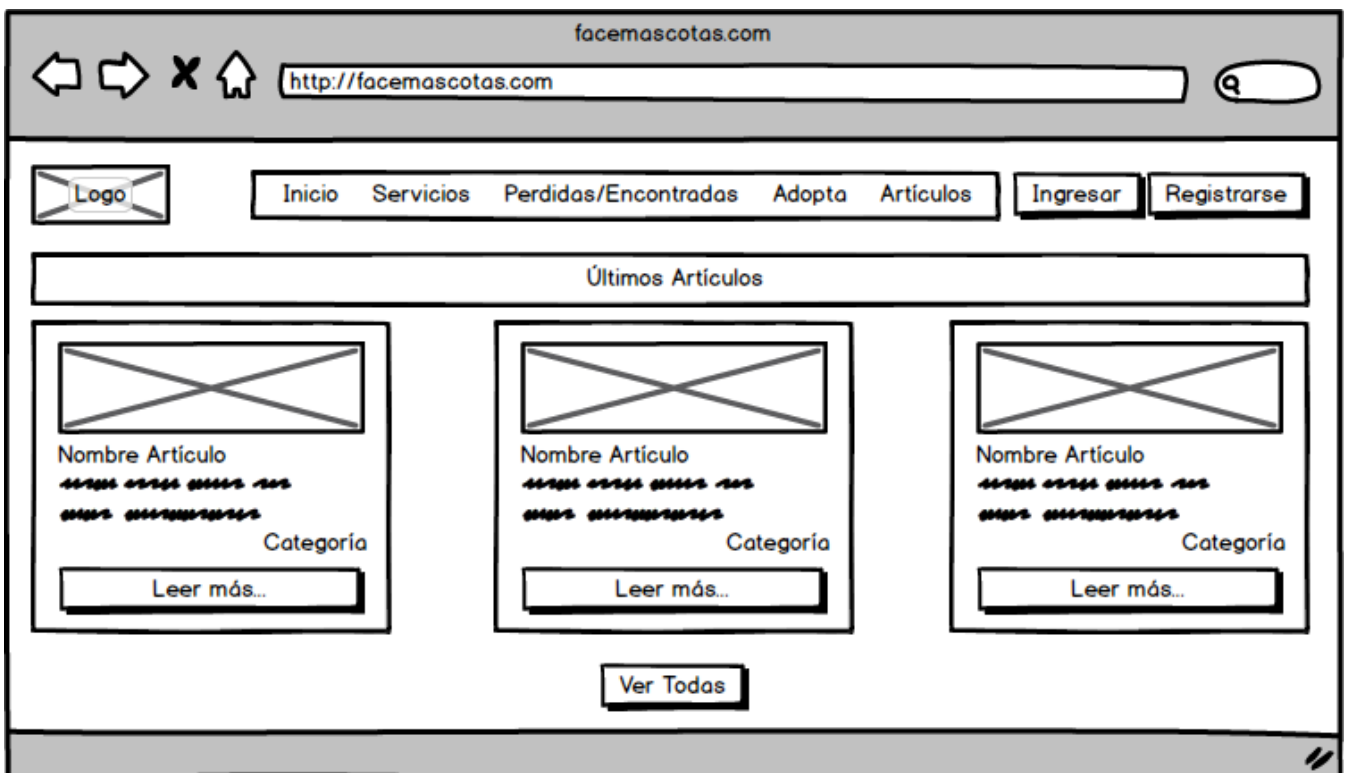 facemascotas.com
http://facemascotas.com
Logo
Inicio Servicios Perdidas/Encontradas Adopta Artículos Ingresar Registrarse
Últimos Artículos
Nombre Artículo
Categoría
Leer más...
Nombre Artículo
Categoría
Leer más...
Nombre Artículo
Categoría
Leer más...
Ver Todas